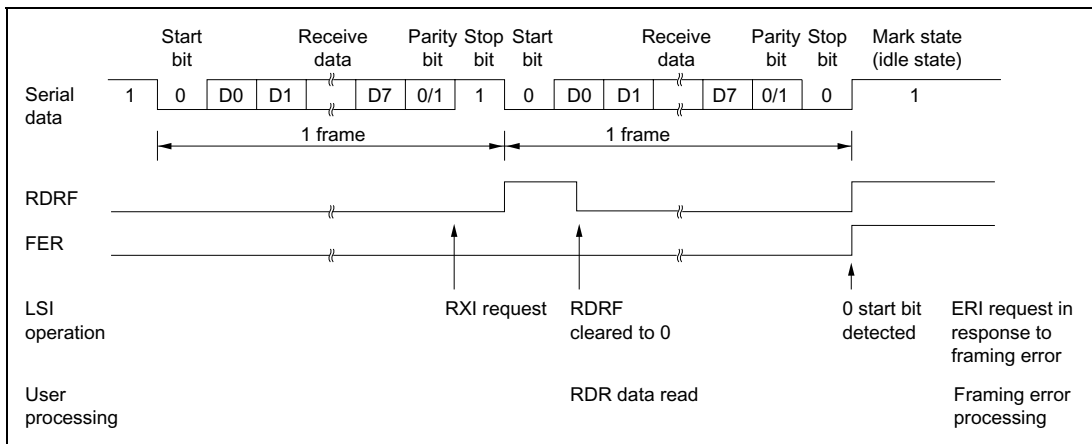 Start bit Receive data Parity bit Stop bit Start bit Receive data Parity bit Stop bit Mark state (idle state)
Serial data 1 0 D0 D1 D7 0/1 1 0 D0 D1 D7 0/1 0 1
1 frame 1 frame
RDRF
FER
LSI operation RXI request RDRF cleared to 0 0 start bit detected ERI request in response to framing error
User processing RDR data read Framing error processing